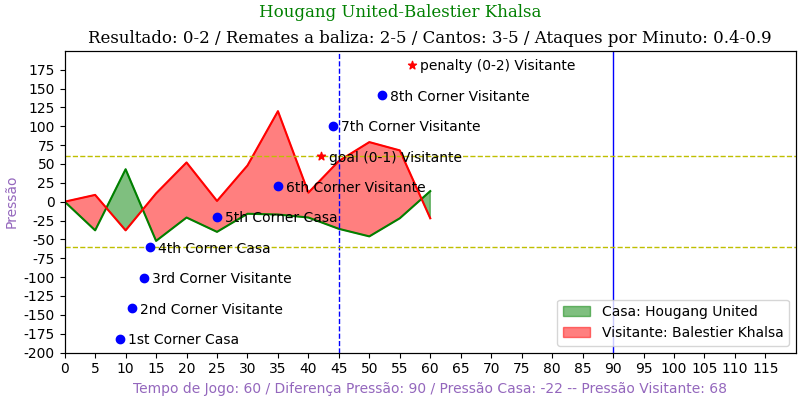 Hougang United-Balestier Khalsa
Resultado: 0-2 / Remates a baliza: 2-5 / Cantos: 3-5 / Ataques por Minuto: 0.4-0.9
penalty (0-2) Visitante
8th Corner Visitante
7th Corner Visitante
goal (0-1) Visitante
6th Corner Visitante
5th Corner Casa
4th Corner Casa
3rd Corner Visitante
2nd Corner Visitante
1st Corner Casa
Pressão
175
150
125
100
75
50
25
0
-25
-50
-75
-100
-125
-150
-175
-200
Casa: Hougang United
Visitante: Balestier Khalsa
0 5 10 15 20 25 30 35 40 45 50 55 60 65 70 75 80 85 90 95 100 105 110 115
Tempo de Jogo: 60 / Diferença Pressão: 90 / Pressão Casa: -22 -- Pressão Visitante: 68